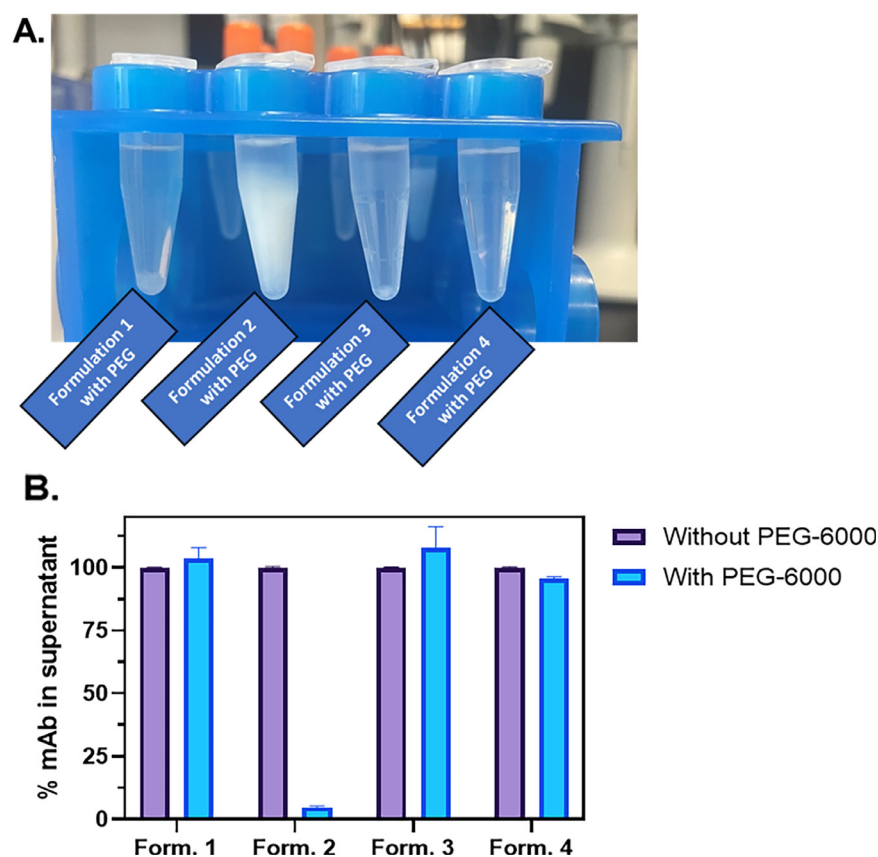 A.
Formulation 1
with PEG
Formulation 2
with PEG
Formulation 3
with PEG
Formulation 4
with PEG
B.
% mAb in supernatant
100
75
50
25
0
Form. 1
Form. 2
Form. 3
Form. 4
Without PEG-6000
With PEG-6000